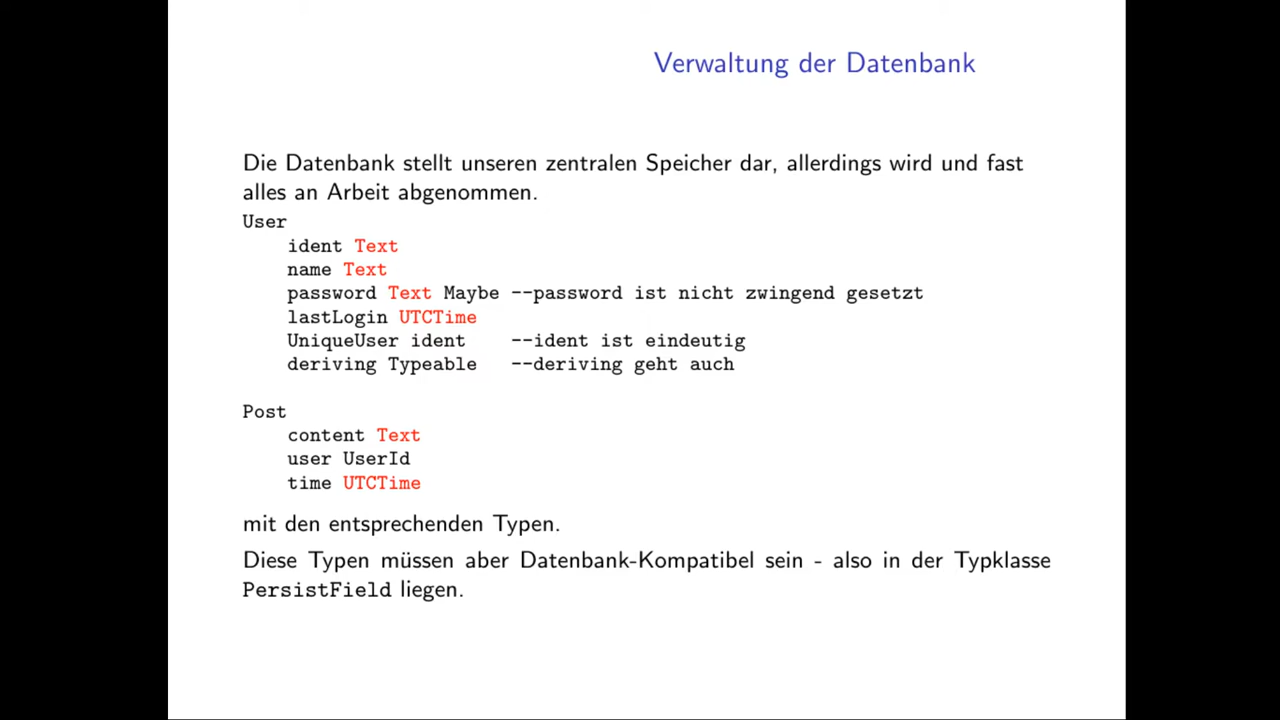 Verwaltung der Datenbank
Die Datenbank stellt unseren zentralen Speicher dar, allerdings wird und fast
alles an Arbeit abgenommen.
User
ident Text
name Text
password Text Maybe --password ist nicht zwingend gesetzt
lastLogin UTCTime
UniqueUser ident --ident ist eindeutig
deriving Typeable --deriving geht auch
Post
content Text
user UserId
time UTCTime
mit den entsprechenden Typen.
Diese Typen müssen aber Datenbank-Kompatibel sein - also in der Typklasse
PersistField liegen.